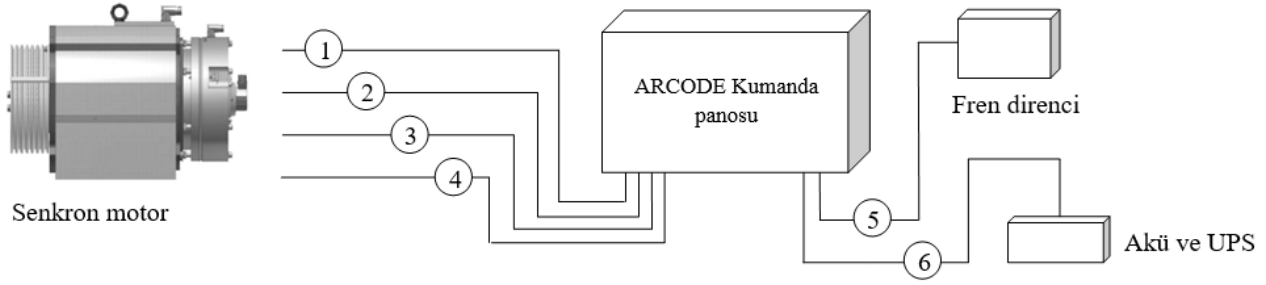 1
2
3
4
ARCODE Kumanda
panosu
Fren direnci
Senkron motor
5
6
Akü ve UPS